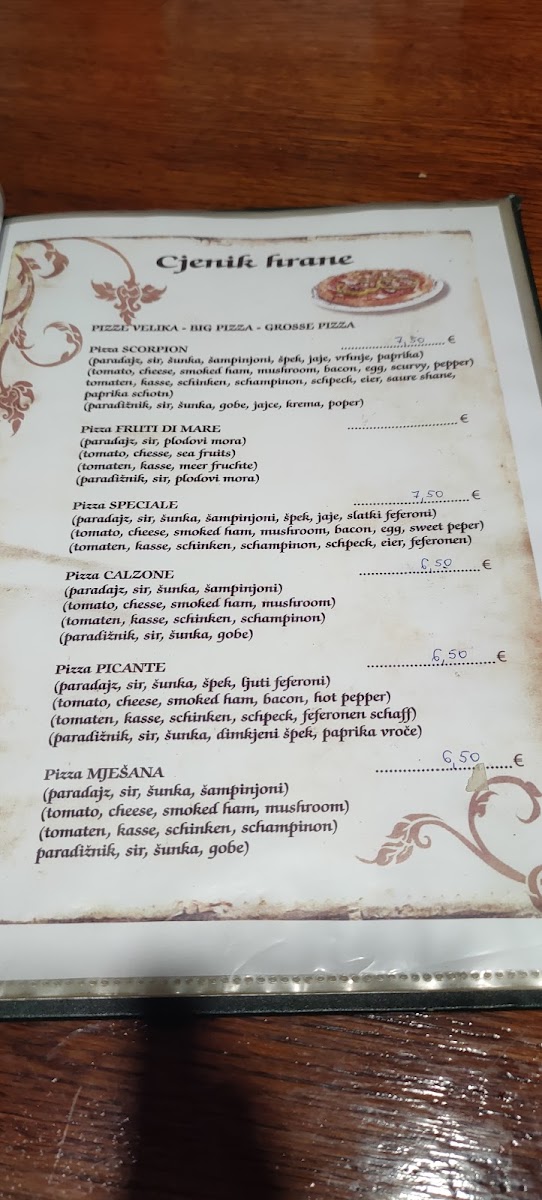 Cjenik hrane
PIZZE VELIKA - BIG PIZZA - GROSSE PIZZA
Pizza SCORPION 7,50 €
(paradajz, sir, šunka, šampinjoni, špek, jaje, vrhnje, paprika)
(tomato, cheese, smoked ham, mushroom, bacon, egg, scurvy, pepper)
tomaten, kasse, schinken, schampinon, schpeck, eier, saure shane,
paprika schotn)
(paradižnik, sir, šunka, gobe, jajce, krema, poper)
Pizza FRUTI DI MARE €
(paradajz, sir, plodovi mora)
(tomato, chesse, sea fruits)
(tomaten, kasse, meer fruchte)
(paradižnik, sir, plodovi mora)
Pizza SPECIALE 7,50 €
(paradajz, sir, šunka, šampinjoni, špek, jaje, slatki feferoni)
(tomato, cheese, smoked ham, mushroom, bacon, egg, sweet peper)
(tomaten, kasse, schinken, schampinon, schpeck, eier, feferonen)
Pizza CALZONE 6,50 €
(paradajz, sir, šunka, šampinjoni)
(tomato, chesse, smoked ham, mushroom)
(tomaten, kasse, schinken, schampinon)
(paradižnik, sir, šunka, gobe)
Pizza PICANTE 6,50 €
(paradajz, sir, šunka, špek, ljuti feferoni)
(tomato, cheese, smoked ham, bacon, hot pepper)
(tomaten, kasse, schinken, schpeck, feferonen schaff)
(paradižnik, sir, šunka, dimkjeni špek, paprika vroče)
Pizza MJEŠANA 6,50 €
(paradajz, sir, šunka, šampinjoni)
(tomato, cheese, smoked ham, mushroom)
(tomaten, kasse, schinken, schampinon)
paradižnik, sir, šunka, gobe)